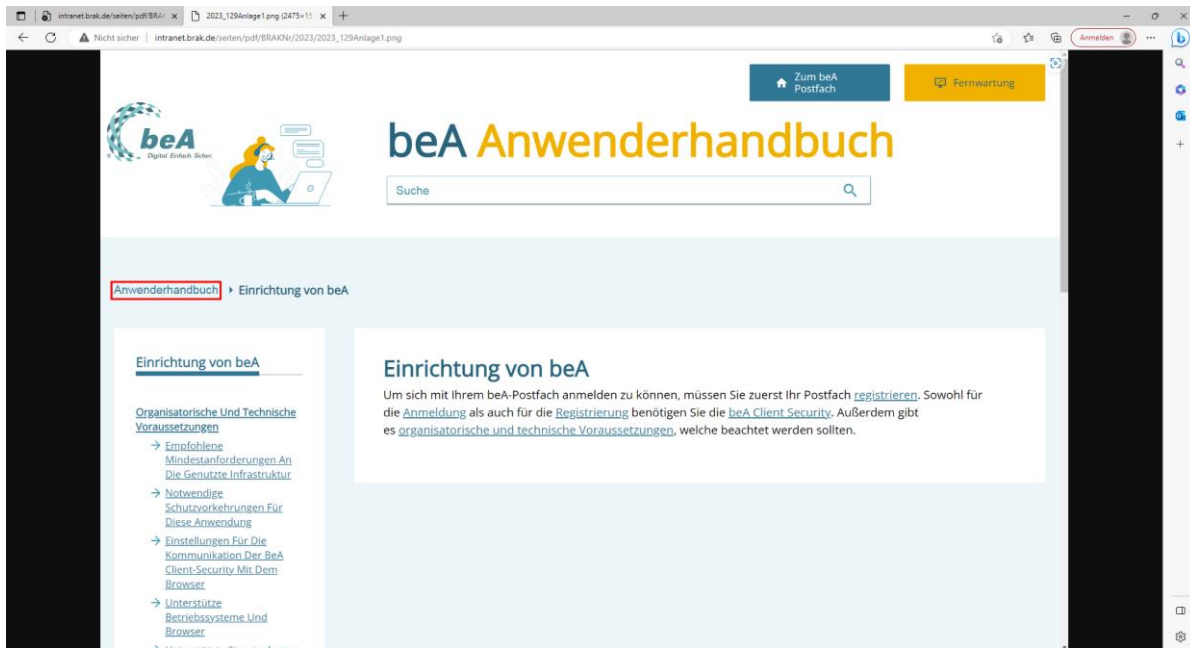 intranet.brak.de/seiten/pdf/BRAK
2023_129Anlage1.png (2475×15
Nicht sicher | intranet.brak.de/seiten/pdf/BRAKNr/2023/2023_129Anlage1.png
Anmelden
Zum beA
Postfach
Fernwartung
beA
Digital. Einfach. Sicher.
beA Anwenderhandbuch
Suche
Anwenderhandbuch
Einrichtung von beA
Einrichtung von beA
Organisatorische Und Technische
Voraussetzungen
→ Empfohlene
Mindestanforderungen An
Die Genutzte Infrastruktur
→ Notwendige
Schutzvorkehrungen Für
Diese Anwendung
→ Einstellungen Für Die
Kommunikation Der BeA
Client-Security Mit Dem
Browser
→ Unterstütze
Betriebssysteme Und
Browser
Einrichtung von beA
Um sich mit Ihrem beA-Postfach anmelden zu können, müssen Sie zuerst Ihr Postfach registrieren. Sowohl für
die Anmeldung als auch für die Registrierung benötigen Sie die beA Client Security. Außerdem gibt
es organisatorische und technische Voraussetzungen, welche beachtet werden sollten.